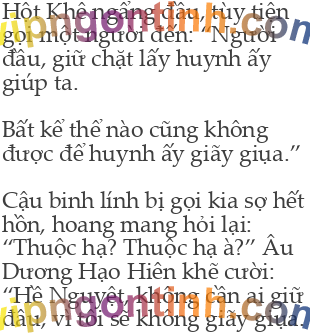 Hột Khê ngẩng đầu, tùy tiện
gọi một người đến: “Người
đâu, giữ chặt lấy huynh ấy
giúp ta.
Bất kể thể nào cũng không
được để huynh ấy giãy giụa.”
Cậu binh lính bị gọi kia sợ hết
hồn, hoang mang hỏi lại:
“Thuộc hạ? Thuộc hạ à?” Âu
Dương Hạo Hiên khẽ cười:
“Hề Nguyệt, không cần ai giữ
đâu, vì tôi sẽ không giãy giụa